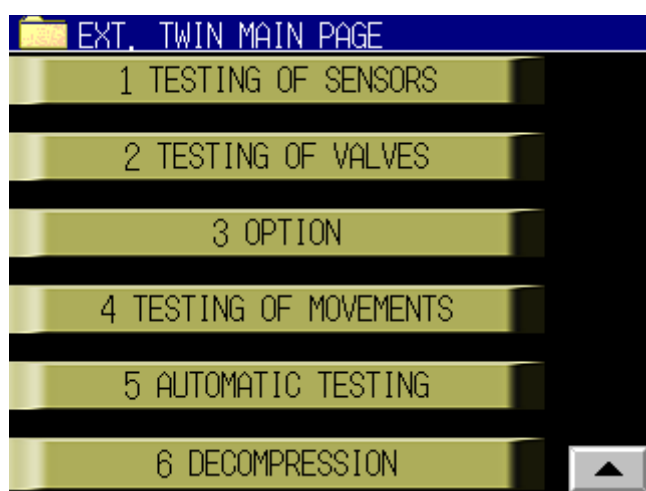 EXT. TWIN MAIN PAGE
1 TESTING OF SENSORS
2 TESTING OF VALVES
3 OPTION
4 TESTING OF MOVEMENTS
5 AUTOMATIC TESTING
6 DECOMPRESSION